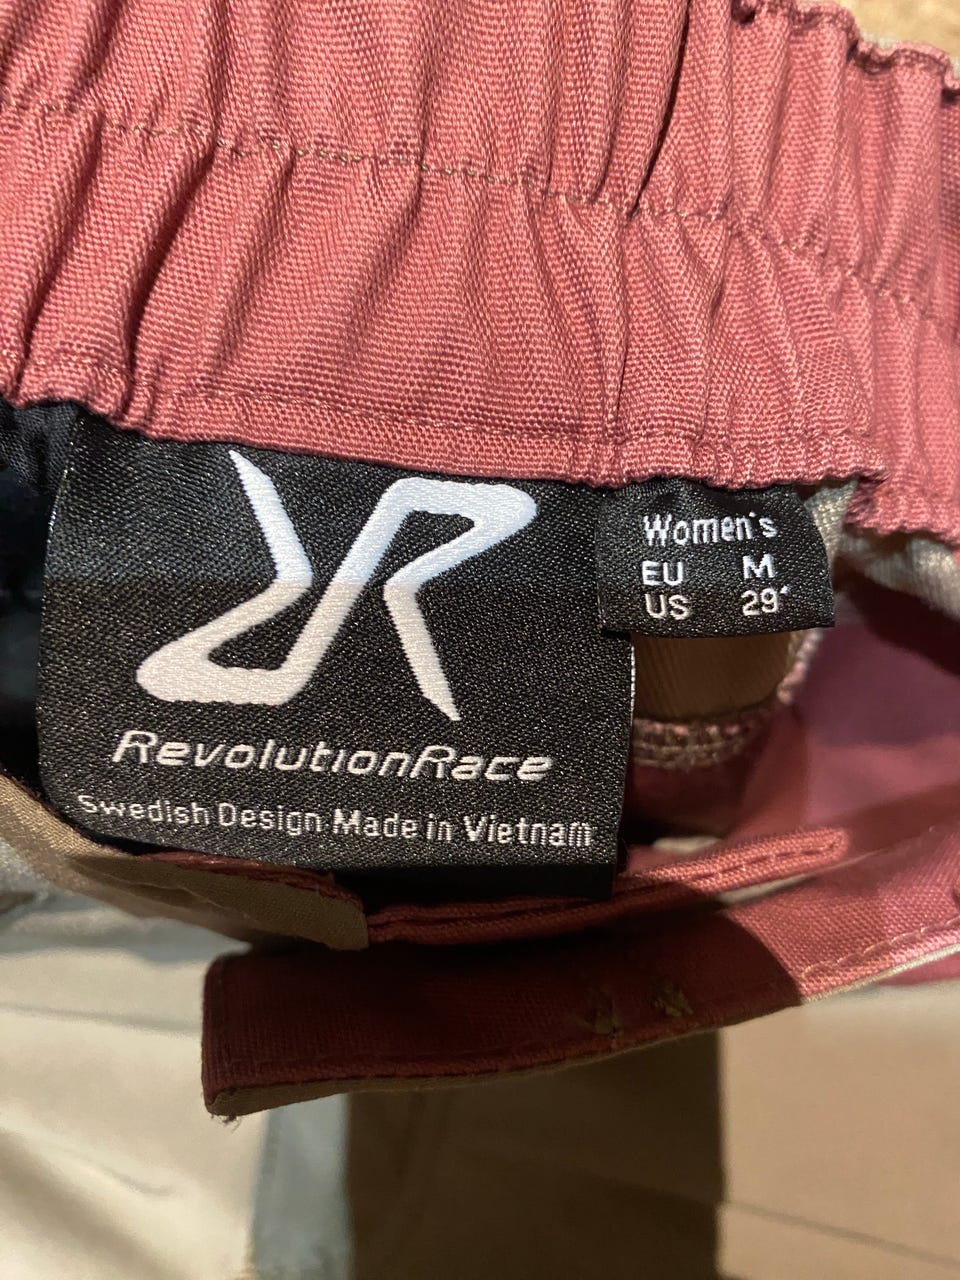 RevolutionRace
Swedish Design Made in Vietnam
Women's
EU M
US 29"